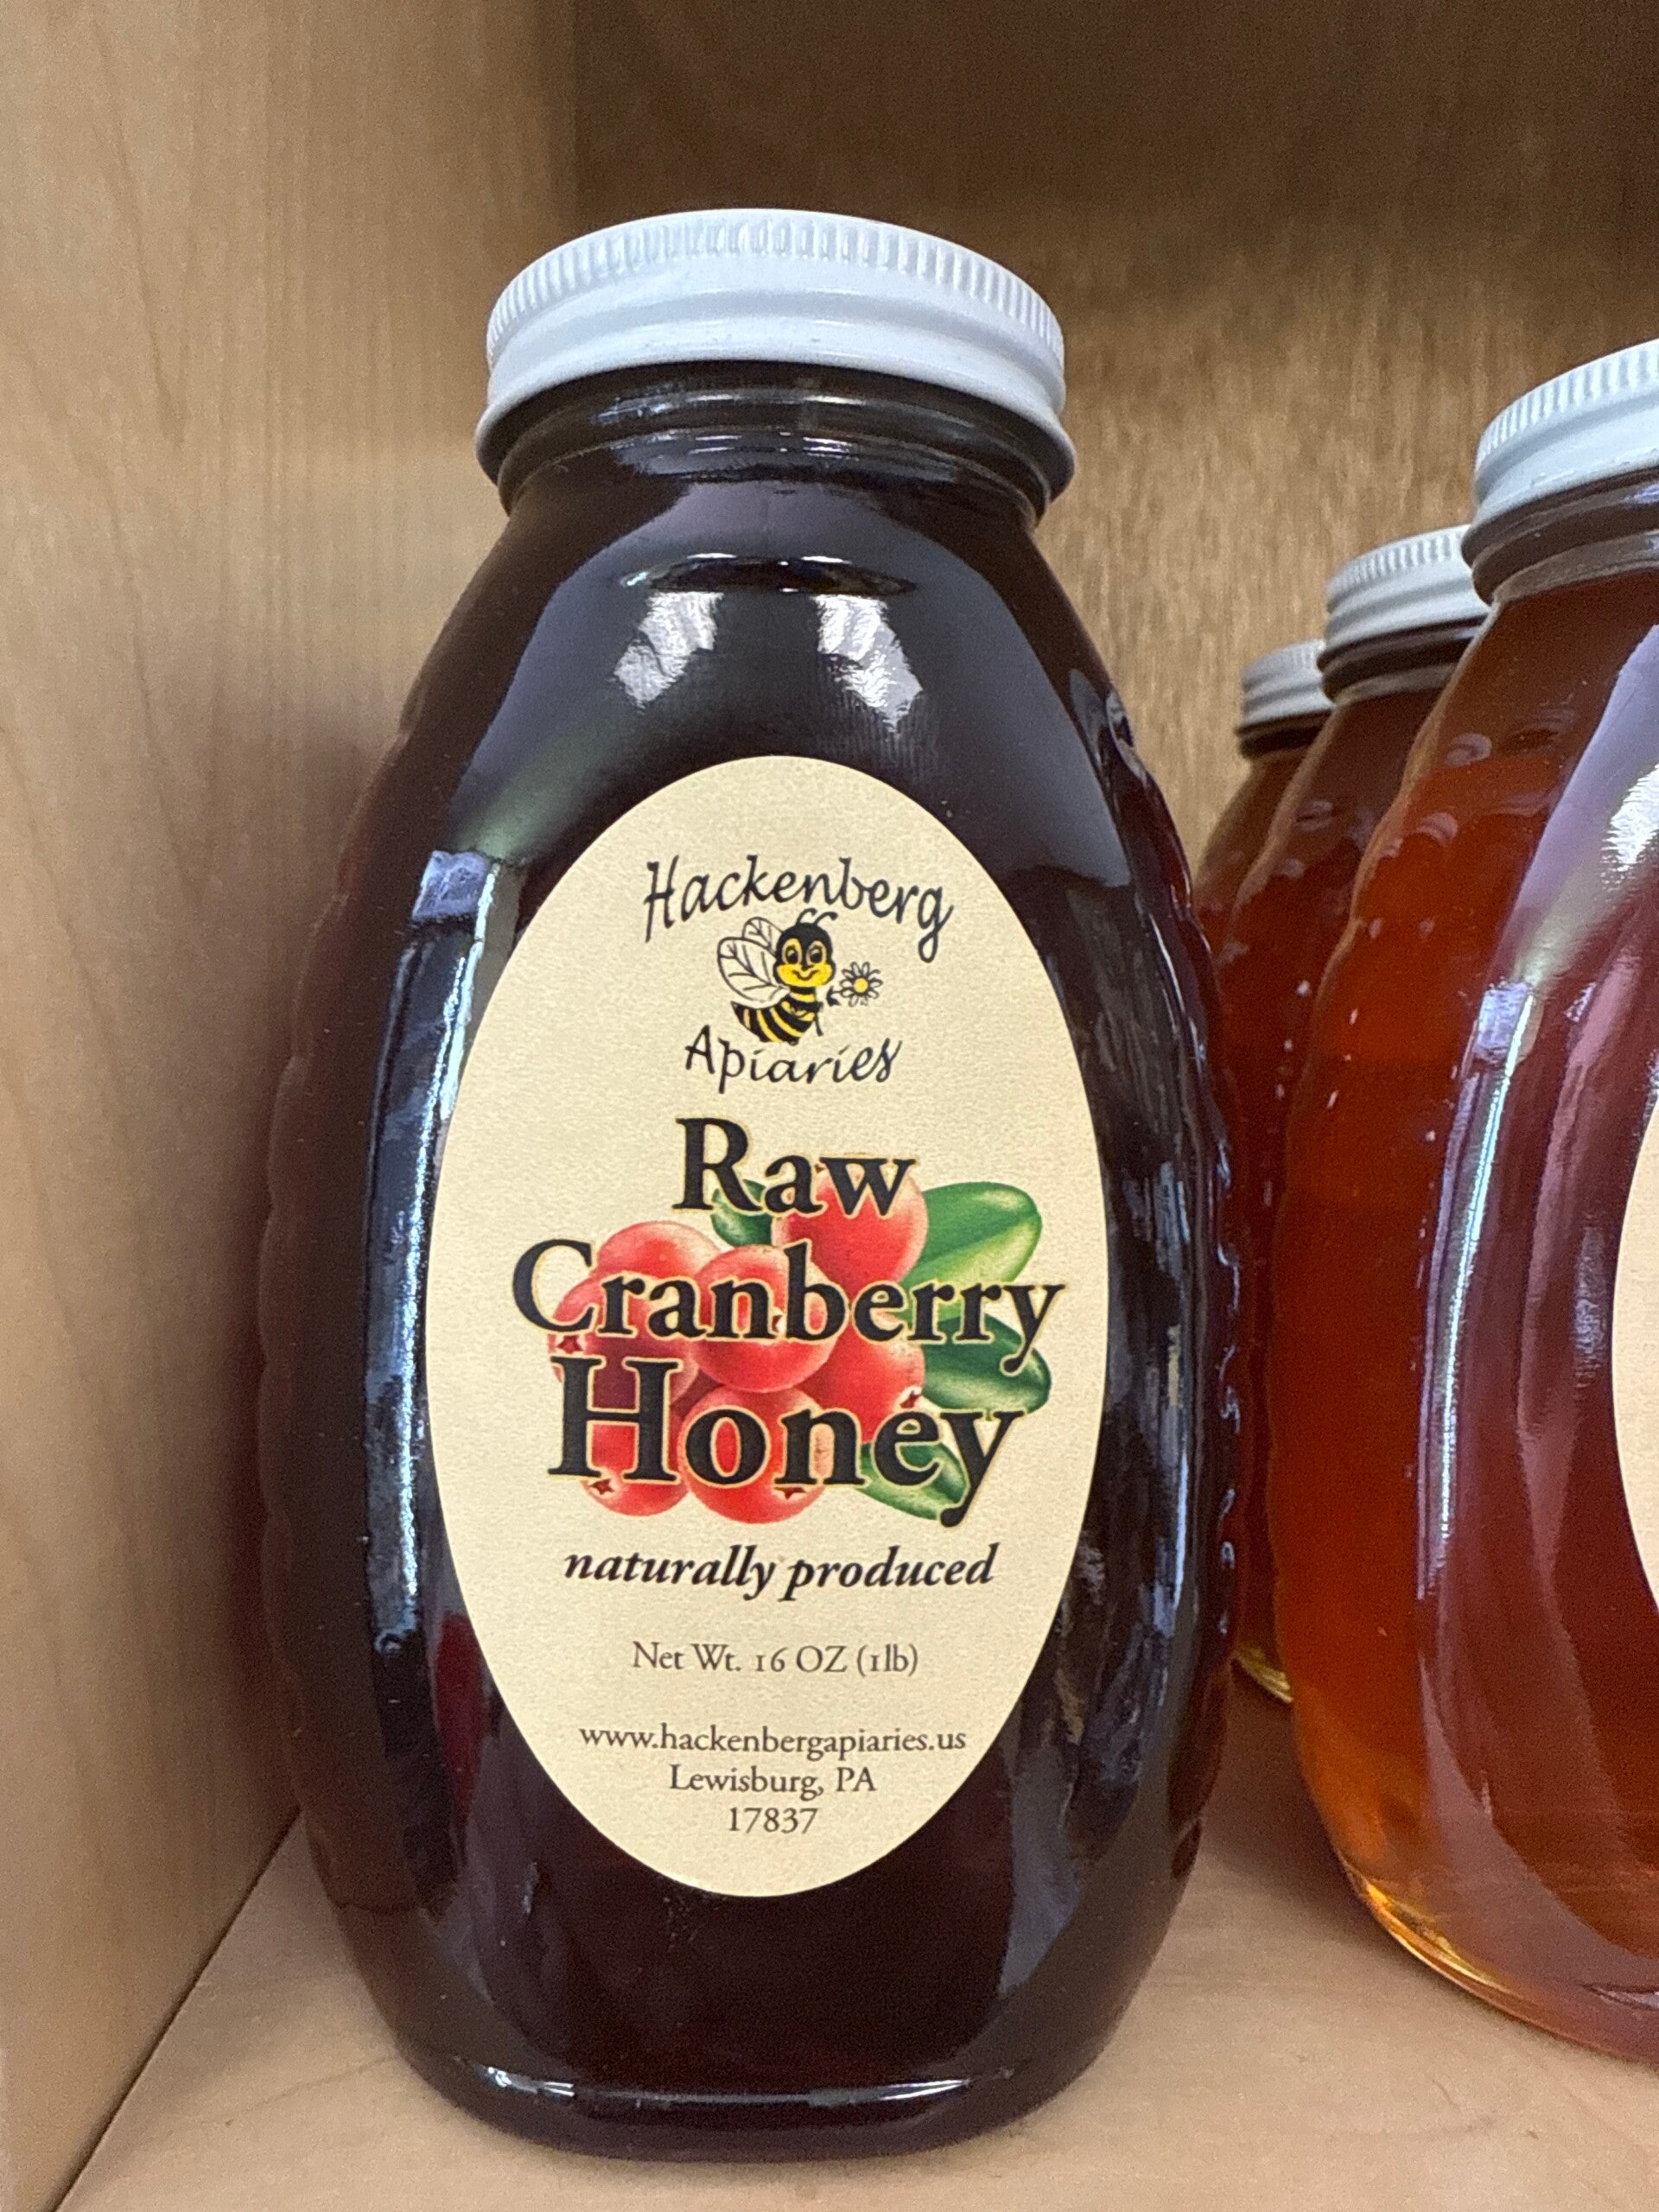 Hackenberg
Apiaries
Raw
Cranberry
Honey
naturally produced
Net Wt. 16 OZ (1lb)
www.hackenbergapiaries.us
Lewisburg, PA
17837